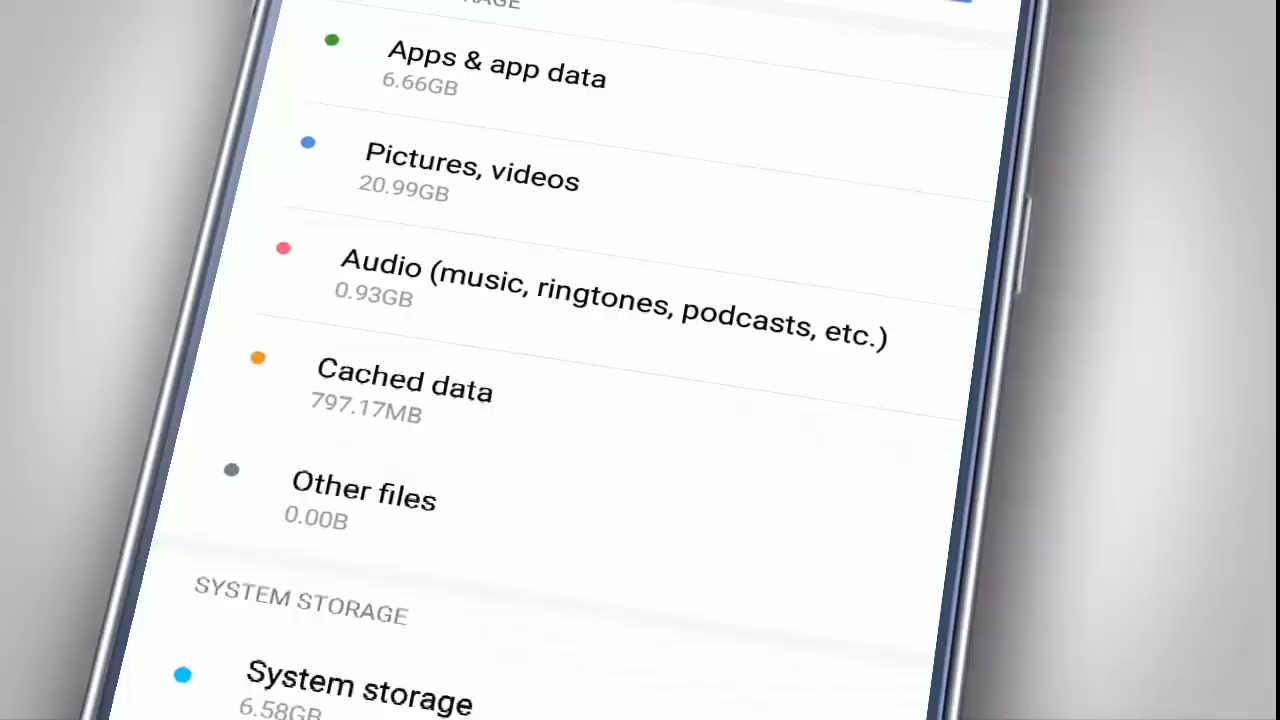 Apps & app data
6.66GB
Pictures, videos
20.99GB
Audio (music, ringtones, podcasts, etc.)
0.93GB
Cached data
797.17MB
Other files
0.00B
SYSTEM STORAGE
System storage
6.58GB